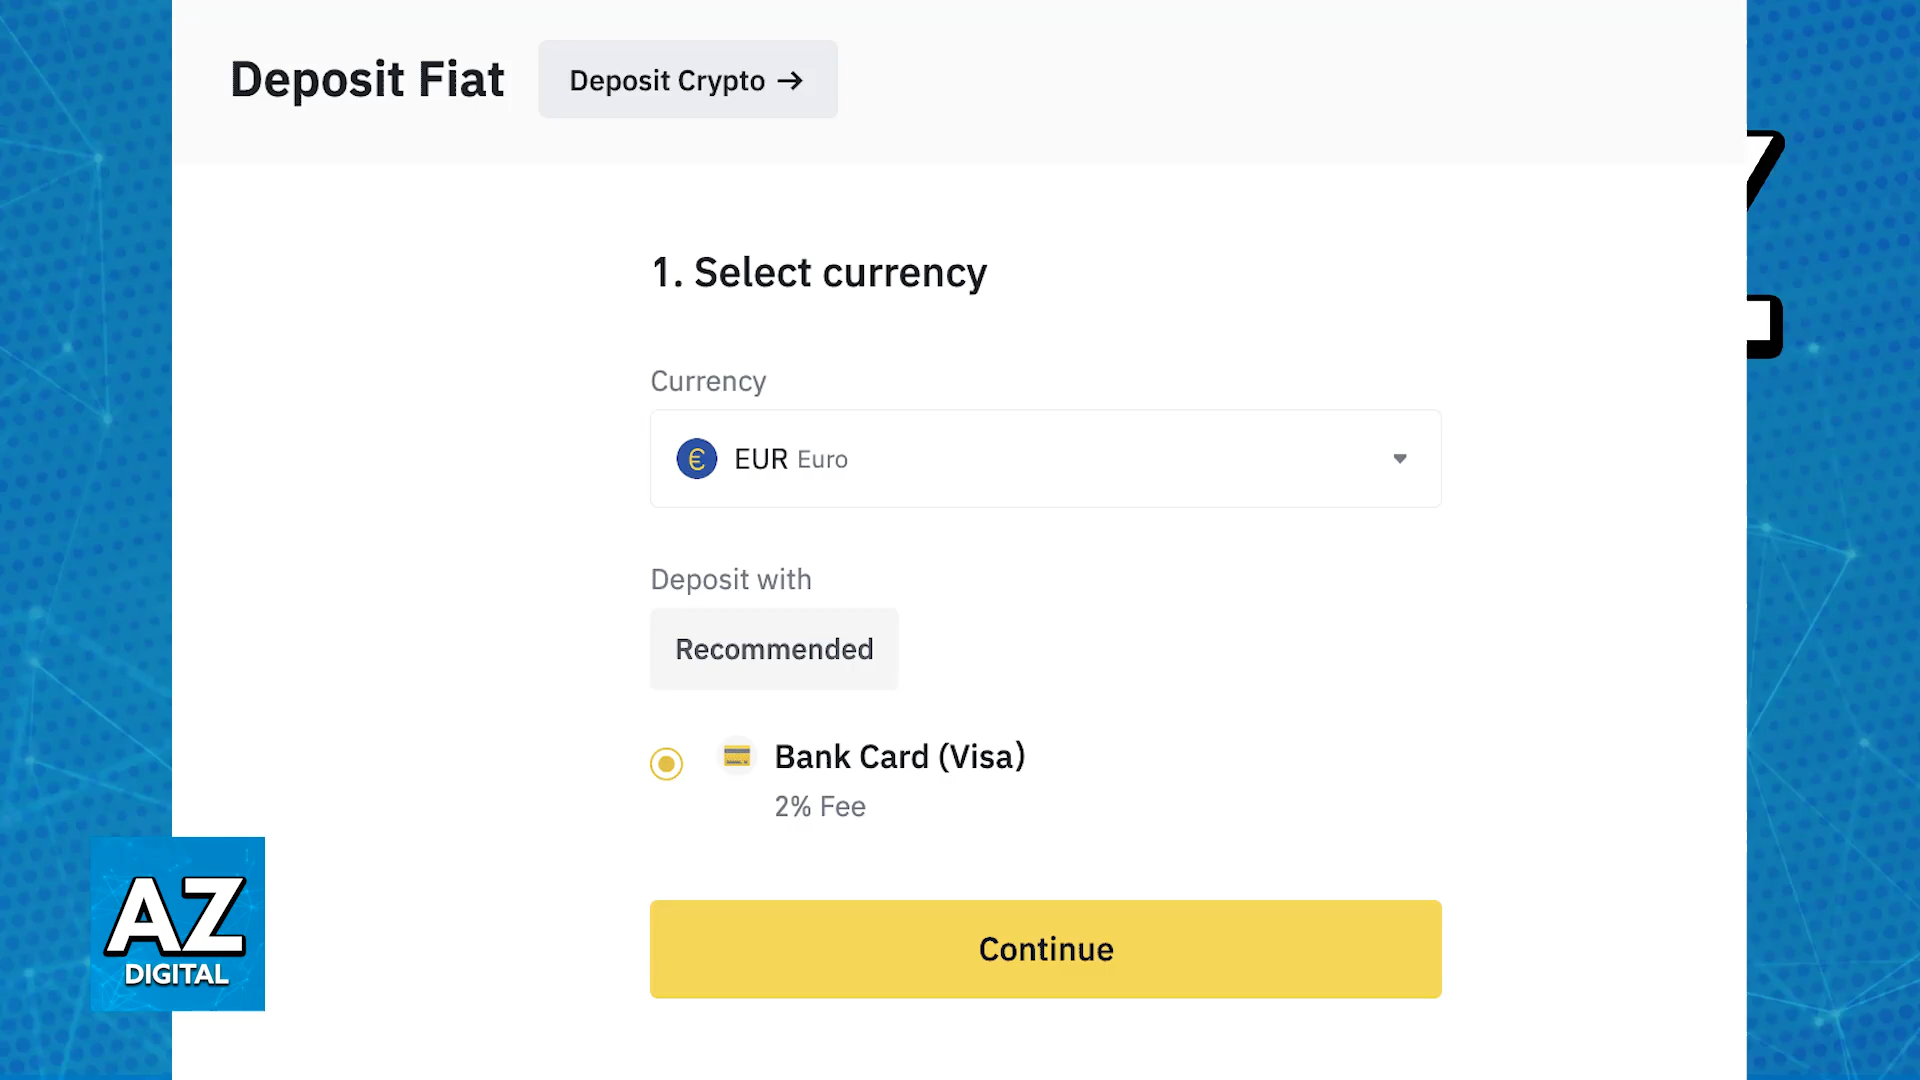 Deposit Fiat
Deposit Crypto →
1. Select currency
Currency
€ EUR Euro
Deposit with
Recommended
Bank Card (Visa)
2% Fee
Continue
AZ
DIGITAL